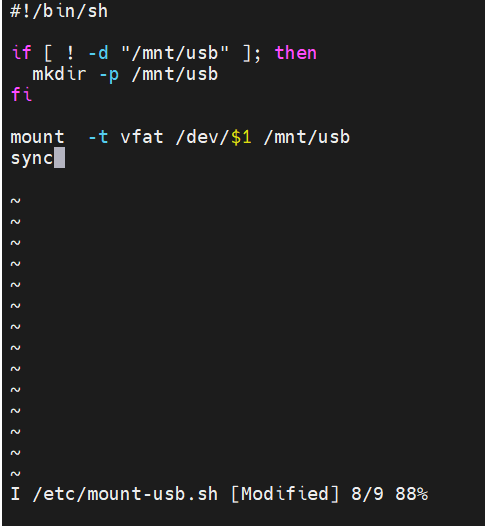 #!/bin/sh
if [ ! -d "/mnt/usb" ]; then
  mkdir -p /mnt/usb
fi
mount  -t vfat /dev/$1 /mnt/usb
sync
~
~
~
~
~
~
~
~
~
~
~
~
~
~
I /etc/mount-usb.sh [Modified] 8/9 88%